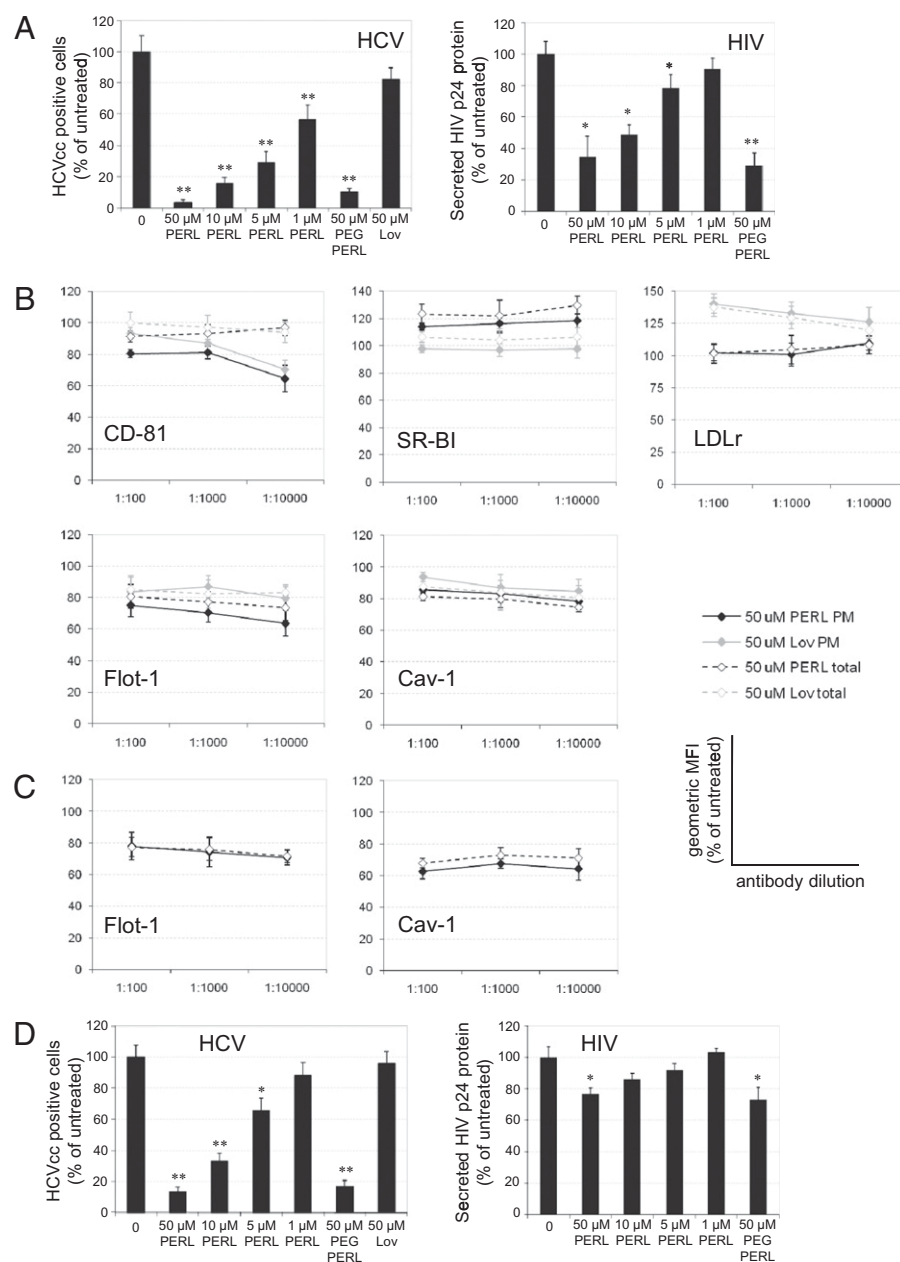 A
HCV
HCVcc positive cells
(% of untreated)
120
100
80
60
40
20
0
**
**
**
**
**
0
50 µM PERL
10 µM PERL
5 µM PERL
1 µM PERL
50 µM PEG PERL
50 µM Lov
HIV
Secreted HIV p24 protein
(% of untreated)
120
100
80
60
40
20
0
*
*
*
**
0
50 µM PERL
10 µM PERL
5 µM PERL
1 µM PERL
50 µM PEG PERL
B
120
100
80
60
40
20
0
CD-81
1:100 1:1000 1:10000
140
120
100
80
60
40
20
0
SR-BI
1:100 1:1000 1:10000
150
125
100
75
50
25
0
LDLr
1:100 1:1000 1:10000
120
100
80
60
40
20
0
Flot-1
1:100 1:1000 1:10000
120
100
80
60
40
20
0
Cav-1
1:100 1:1000 1:10000
50 uM PERL PM
50 uM Lov PM
50 uM PERL total
50 uM Lov total
geometric MFI
(% of untreated)
antibody dilution
C
120
100
80
60
40
20
0
Flot-1
1:100 1:1000 1:10000
120
100
80
60
40
20
0
Cav-1
1:100 1:1000 1:10000
D
HCV
HCVcc positive cells
(% of untreated)
120
100
80
60
40
20
0
**
**
*
**
0
50 µM PERL
10 µM PERL
5 µM PERL
1 µM PERL
50 µM PEG PERL
50 µM Lov
HIV
Secreted HIV p24 protein
(% of untreated)
120
100
80
60
40
20
0
*
*
0
50 µM PERL
10 µM PERL
5 µM PERL
1 µM PERL
50 µM PEG PERL